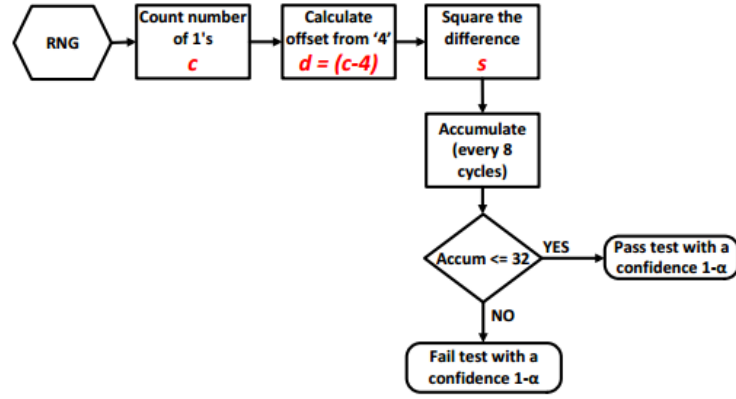 RNG
Count number
of 1's
c
Calculate
offset from ‘4’
d = (c-4)
Square the
difference
s
Accumulate
(every 8
cycles)
Accum <= 32
YES
Pass test with a
confidence 1-α
NO
Fail test with a
confidence 1-α